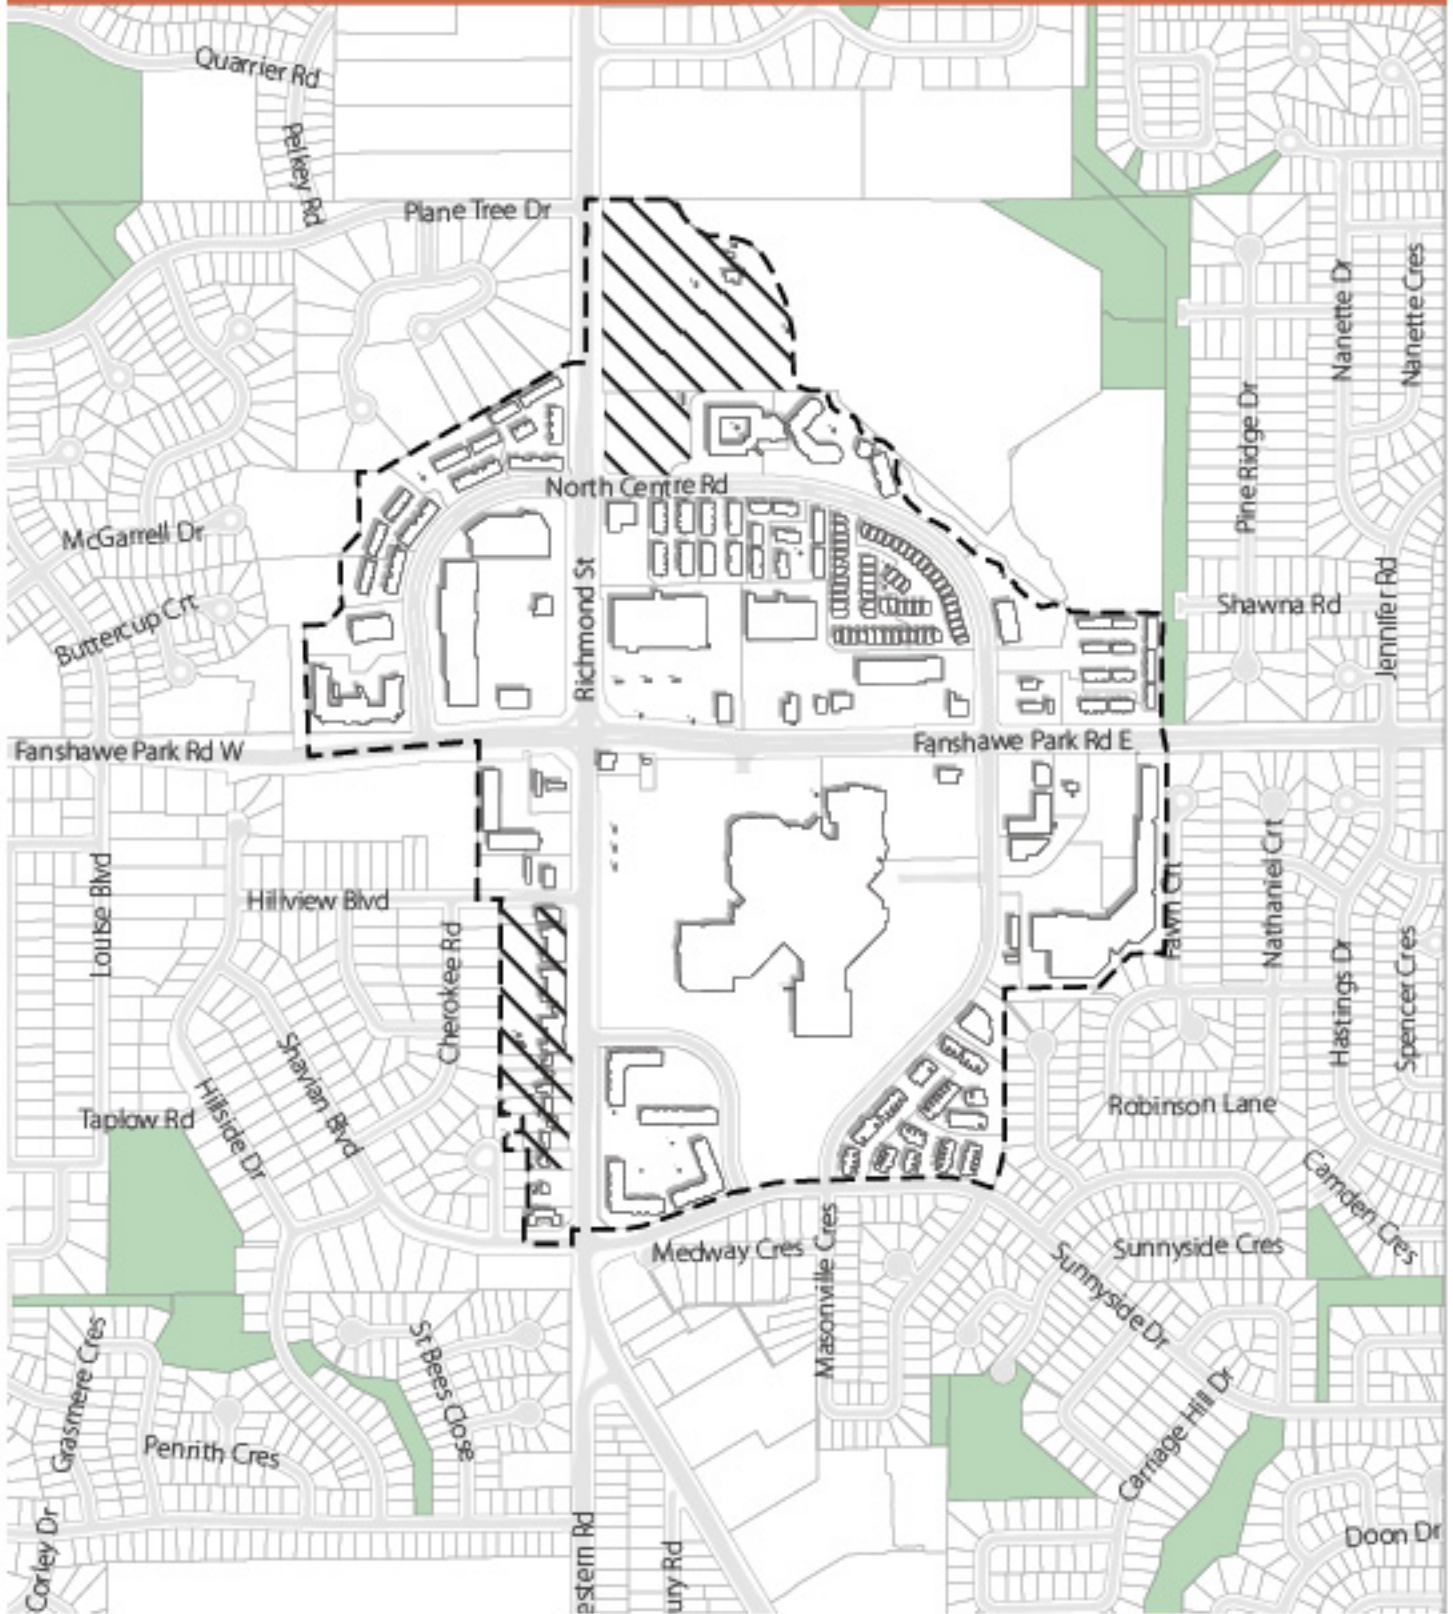 Quarrier Rd
Pelkey Rd
Plane Tree Dr
Nanette Dr
Nanette Cres
Pine Ridge Dr
North Centre Rd
McGarrell Dr
Richmond St
Buttercup Crt
Shawna Rd
Jennifer Rd
Fanshawe Park Rd W
Fanshawe Park Rd E
Louise Blvd
Hillview Blvd
Cherokee Rd
Fawn Crt
Nathaniel Crt
Hastings Dr
Spencer Cres
Shavian Blvd
Hillside Dr
Taplow Rd
Robinson Lane
Camden Cres
Medway Cres
Masonville Cres
Sunnyside Cres
Sunnyside Dr
Grasmere Cres
St Bees Close
Carriage Hill Dr
Penrith Cres
Corley Dr
estern Rd
ury Rd
Doon Dr